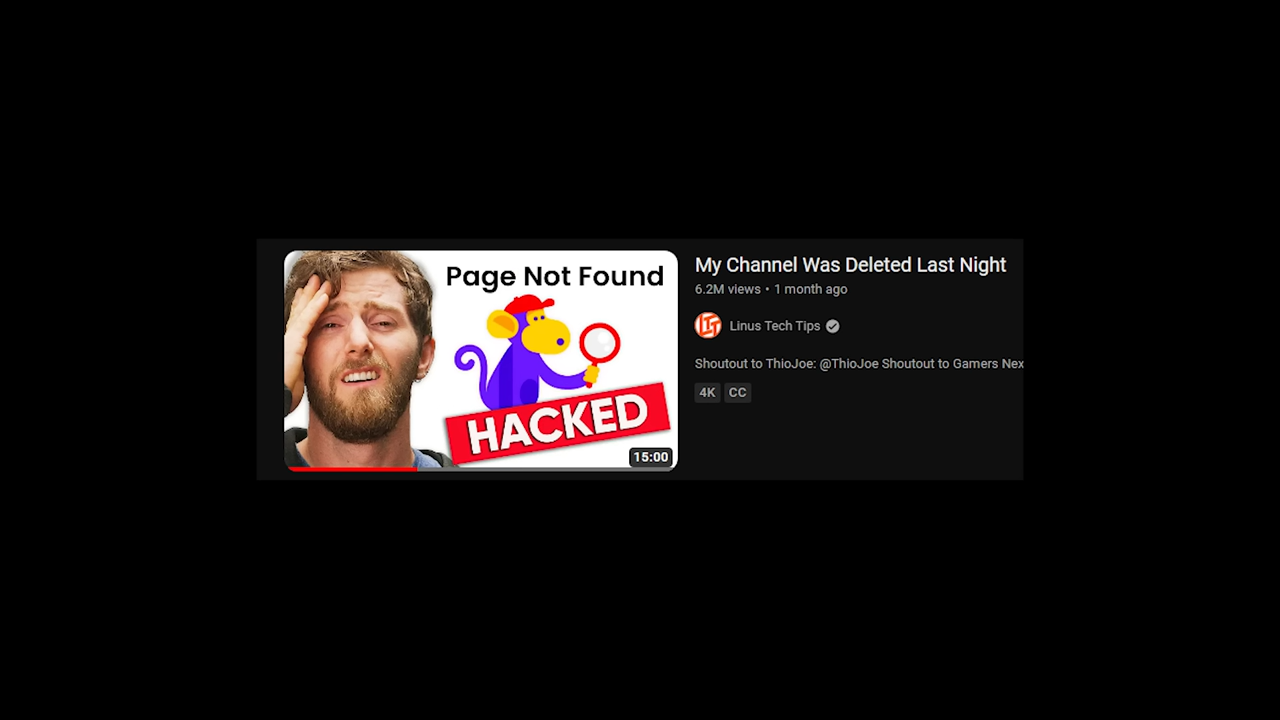 Page Not Found
HACKED
15:00
My Channel Was Deleted Last Night
6.2M views • 1 month ago
Linus Tech Tips
Shoutout to ThioJoe: @ThioJoe Shoutout to Gamers Nex
4K CC